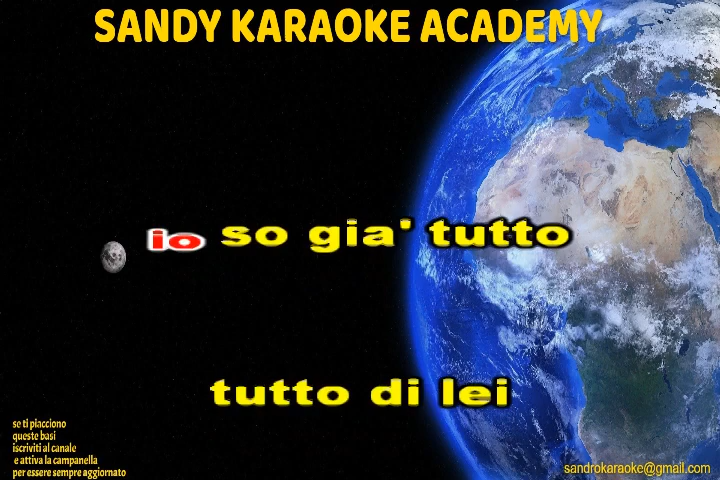 SANDY KARAOKE ACADEMY
io so gia' tutto
tutto di lei
se ti piacciono
queste basi
iscriviti al canale
e attiva la campanella
per essere sempre aggiornato
sandrokaraoke@gmail.com